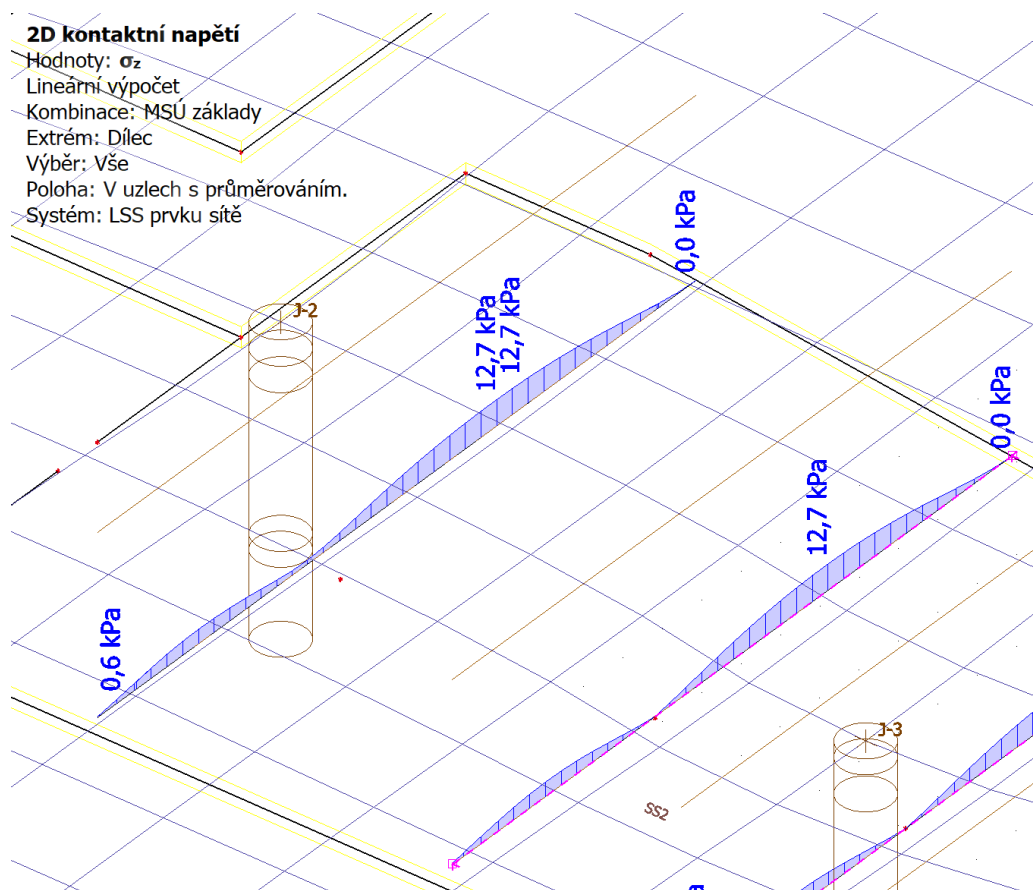 2D kontaktní napětí
Hodnoty: σz
Lineární výpočet
Kombinace: MSÚ základy
Extrém: Dílec
Výběr: Vše
Poloha: V uzlech s průměrováním.
Systém: LSS prvku sítě
0,0 kPa
J-2
12,7 kPa
12,7 kPa
0,0 kPa
12,7 kPa
0,6 kPa
J-3
SS2